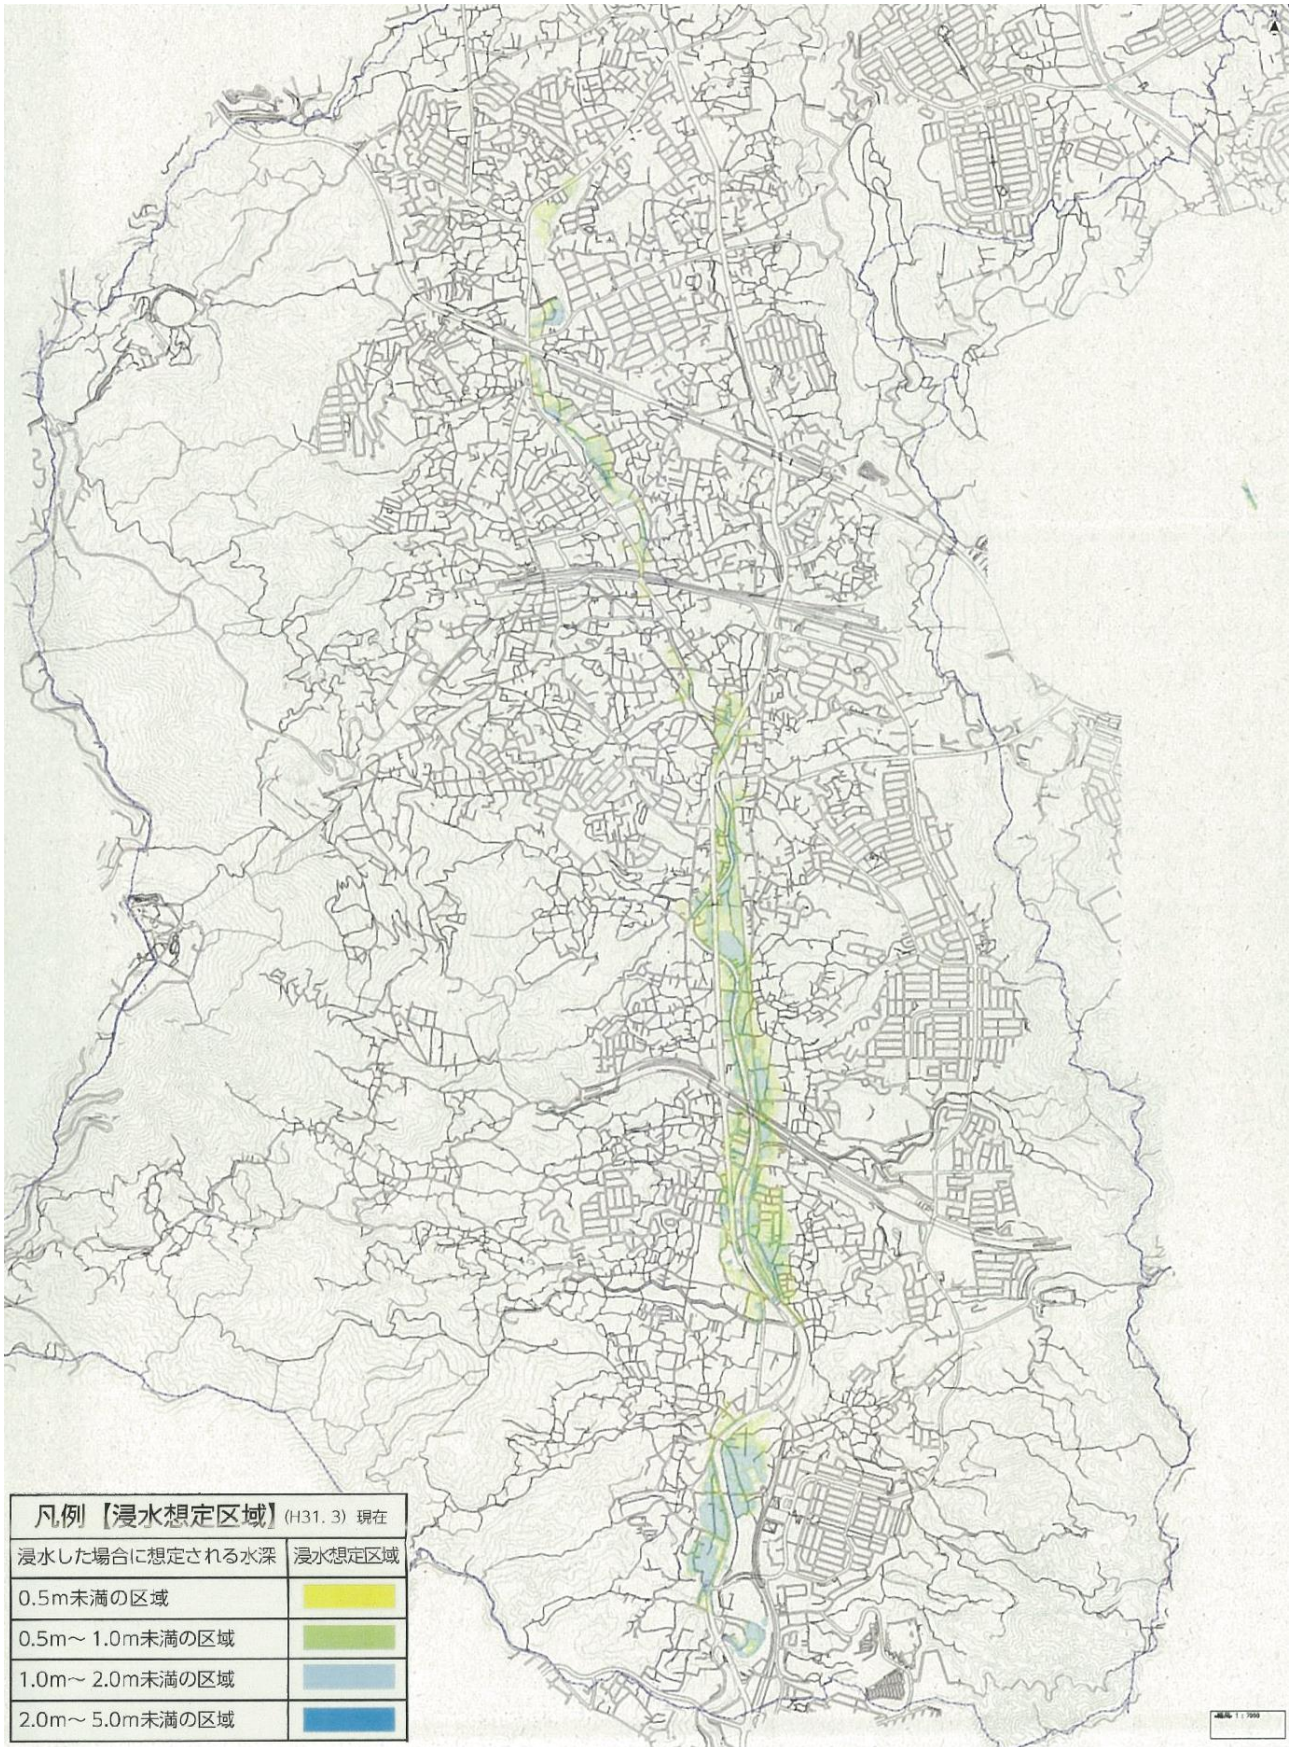 凡例【浸水想定区域】(H31.3) 現在
浸水した場合に想定される水深 浸水想定区域
0.5m未満の区域
0.5m～1.0m未満の区域
1.0m～2.0m未満の区域
2.0m～5.0m未満の区域